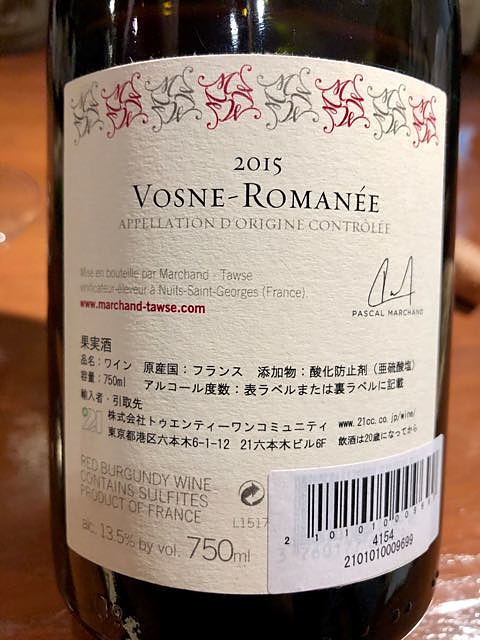 2015
VOSNE-ROMANÉE
APPELLATION D'ORIGINE CONTRÔLÉE
Mise en bouteille par Marchand - Tawse
vinificateur-éleveur à Nuits-Saint-Georges (France).
www.marchand-tawse.com
PASCAL MARCHAND
果実酒
品名：ワイン 原産国：フランス 添加物：酸化防止剤（亜硫酸塩）
容量：750ml アルコール度数：表ラベルまたは裏ラベルに記載
輸入者・引取先
21 株式会社トゥエンティーワンコミュニティ www.21cc.co.jp/wine/
東京都港区六本木6-1-12 21六本木ビル6F 飲酒は20歳になってから
RED BURGUNDY WINE
CONTAINS SULFITES
PRODUCT OF FRANCE
L1517
alc. 13.5% by vol. 750ml
4154
2101010009699